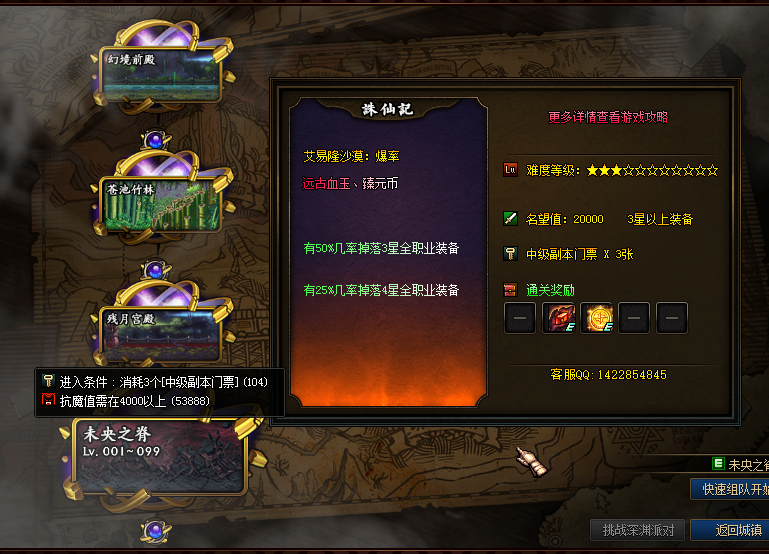 幻境前殿
苍池竹林
残月宫殿
进入条件：消耗3个[中级副本门票] (104)
抗魔值需在4000以上 (53888)
未央之脊
Lv. 001~099
誅仙記
艾易隆沙漠：爆率
远古血玉、臻元币
有50%几率掉落3星全职业装备
有25%几率掉落4星全职业装备
更多详情查看游戏攻略
Lv 难度等级：★★★☆☆☆☆☆☆☆☆
名望值：20000 3星以上装备
中级副本门票 X 3张
通关奖励
E E
客服QQ：1422854845
E 未央之脊
快速组队开始
挑战深渊派对
返回城镇